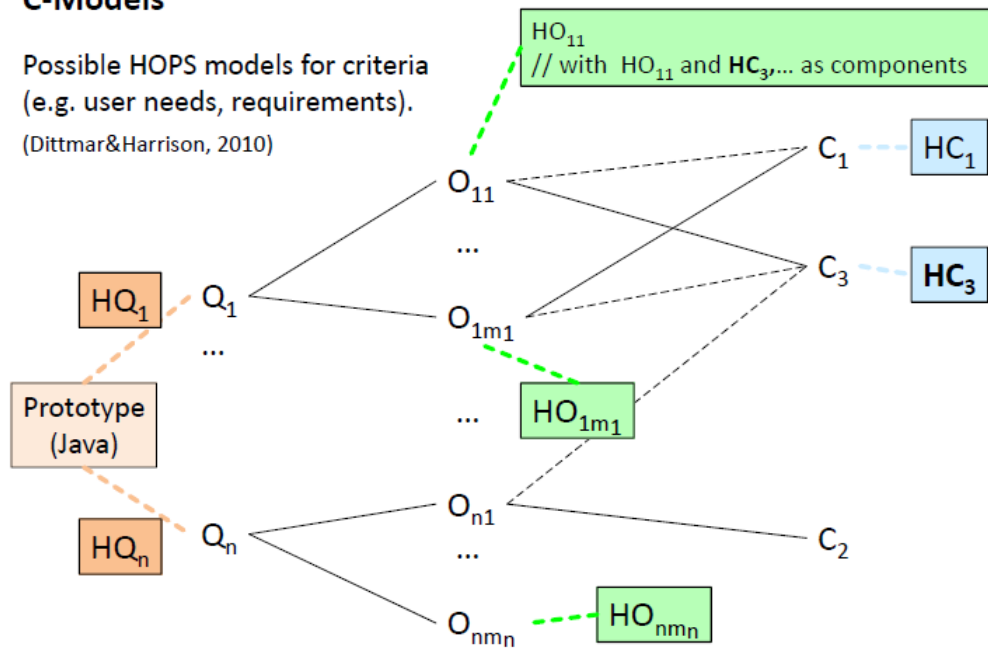 C-Models
Possible HOPS models for criteria
(e.g. user needs, requirements).
(Dittmar&Harrison, 2010)
HO₁₁
// with HO₁₁ and HC₃,... as components
C₁
HC₁
O₁₁
...
C₃
HC₃
HQ₁
Q₁
O₁ₘ₁
...
Prototype
(Java)
...
HO₁ₘ₁
Oₙ₁
HQₙ
Qₙ
...
C₂
Oₙₘₙ
HOₙₘₙ